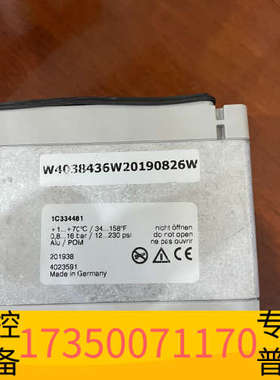 W4038436W20190826W
1C334461
+1...+70°C / 34...158°F
0,8...16 bar / 12...230 psi
Alu / POM
201938
4023591
Made in Germany
nicht öffnen
do not open
ne pas ouvrir
控
备
17350071170
专
普